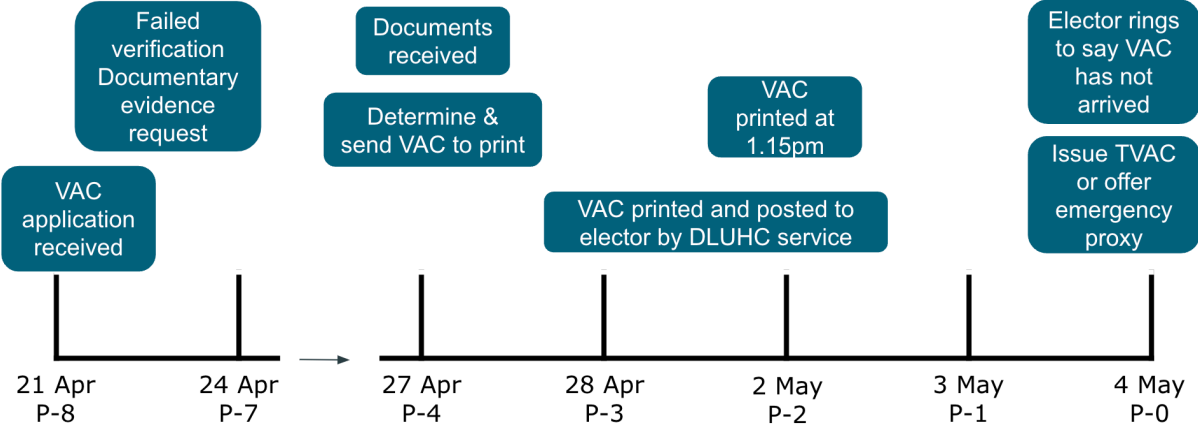 Failed
verification
Documentary
evidence
request
VAC
application
received
Documents
received
Determine &
send VAC to print
VAC
printed at
1.15pm
VAC printed and posted to
elector by DLUHC service
Elector rings
to say VAC
has not
arrived
Issue TVAC
or offer
emergency
proxy
21 Apr
P-8
24 Apr
P-7
27 Apr
P-4
28 Apr
P-3
2 May
P-2
3 May
P-1
4 May
P-0